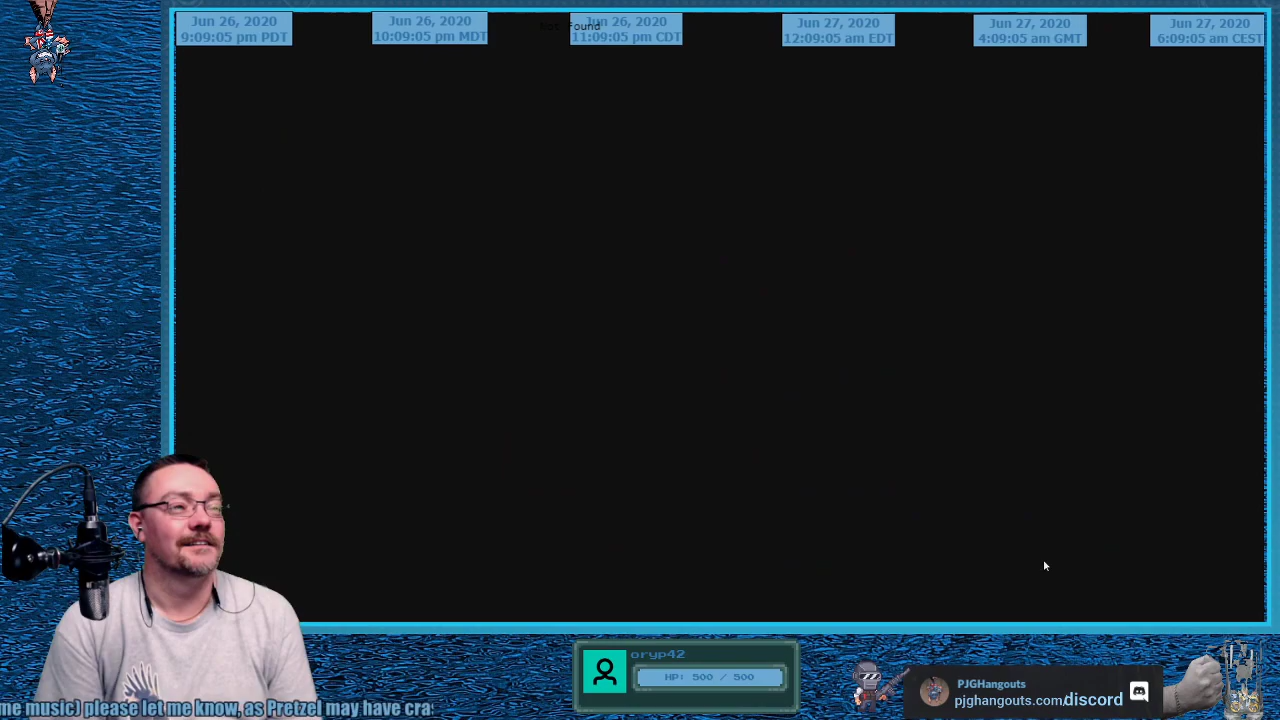 Jun 26, 2020
9:09:05 pm PDT
Jun 26, 2020
10:09:05 pm MDT
Not Found
Jun 26, 2020
11:09:05 pm CDT
Jun 27, 2020
12:09:05 am EDT
Jun 27, 2020
4:09:05 am GMT
Jun 27, 2020
6:09:05 am CEST
oryp42
HP: 500 / 500
PJGHangouts
pjghangouts.com/discord
me music) please let me know, as Pretzel may have cra